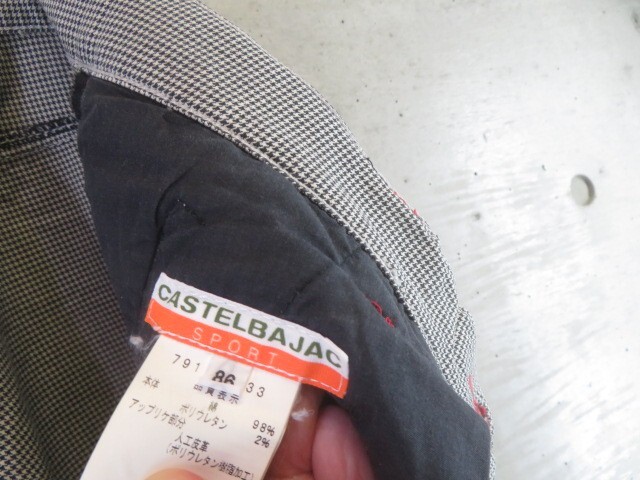 CASTELBAJAC
SPORT
791 86 33
品質表示
本体
綿 98%
ポリウレタン 2%
アップリケ部分
人工皮革
(ポリウレタン樹脂加工)